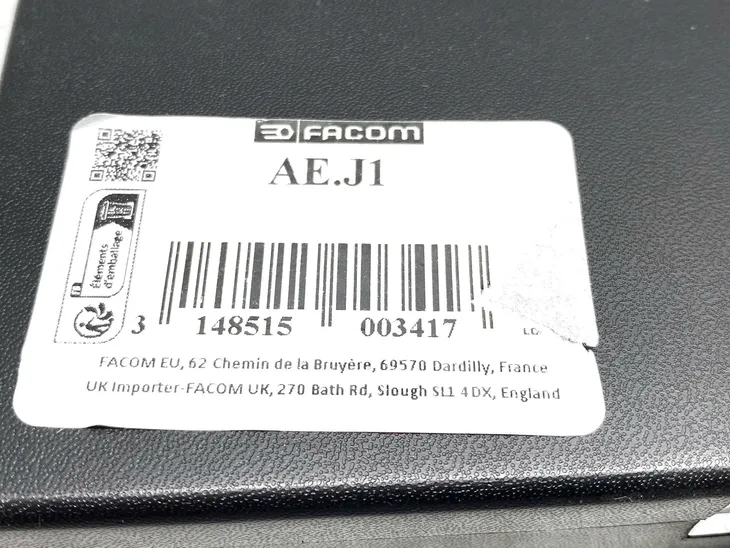 FACOM
AE.J1
Éléments
d'emballage
3 148515 003417
FACOM EU, 62 Chemin de la Bruyère, 69570 Dardilly, France
UK Importer-FACOM UK, 270 Bath Rd, Slough SL1 4DX, England